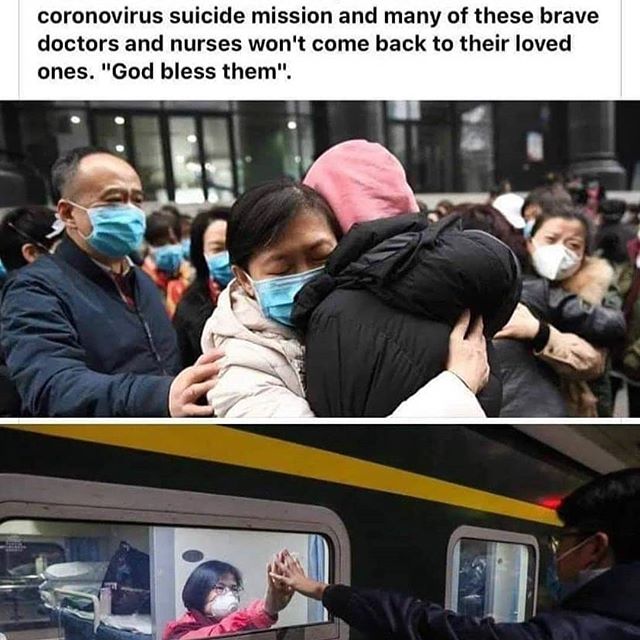 coronovirus suicide mission and many of these brave
doctors and nurses won't come back to their loved
ones. "God bless them".